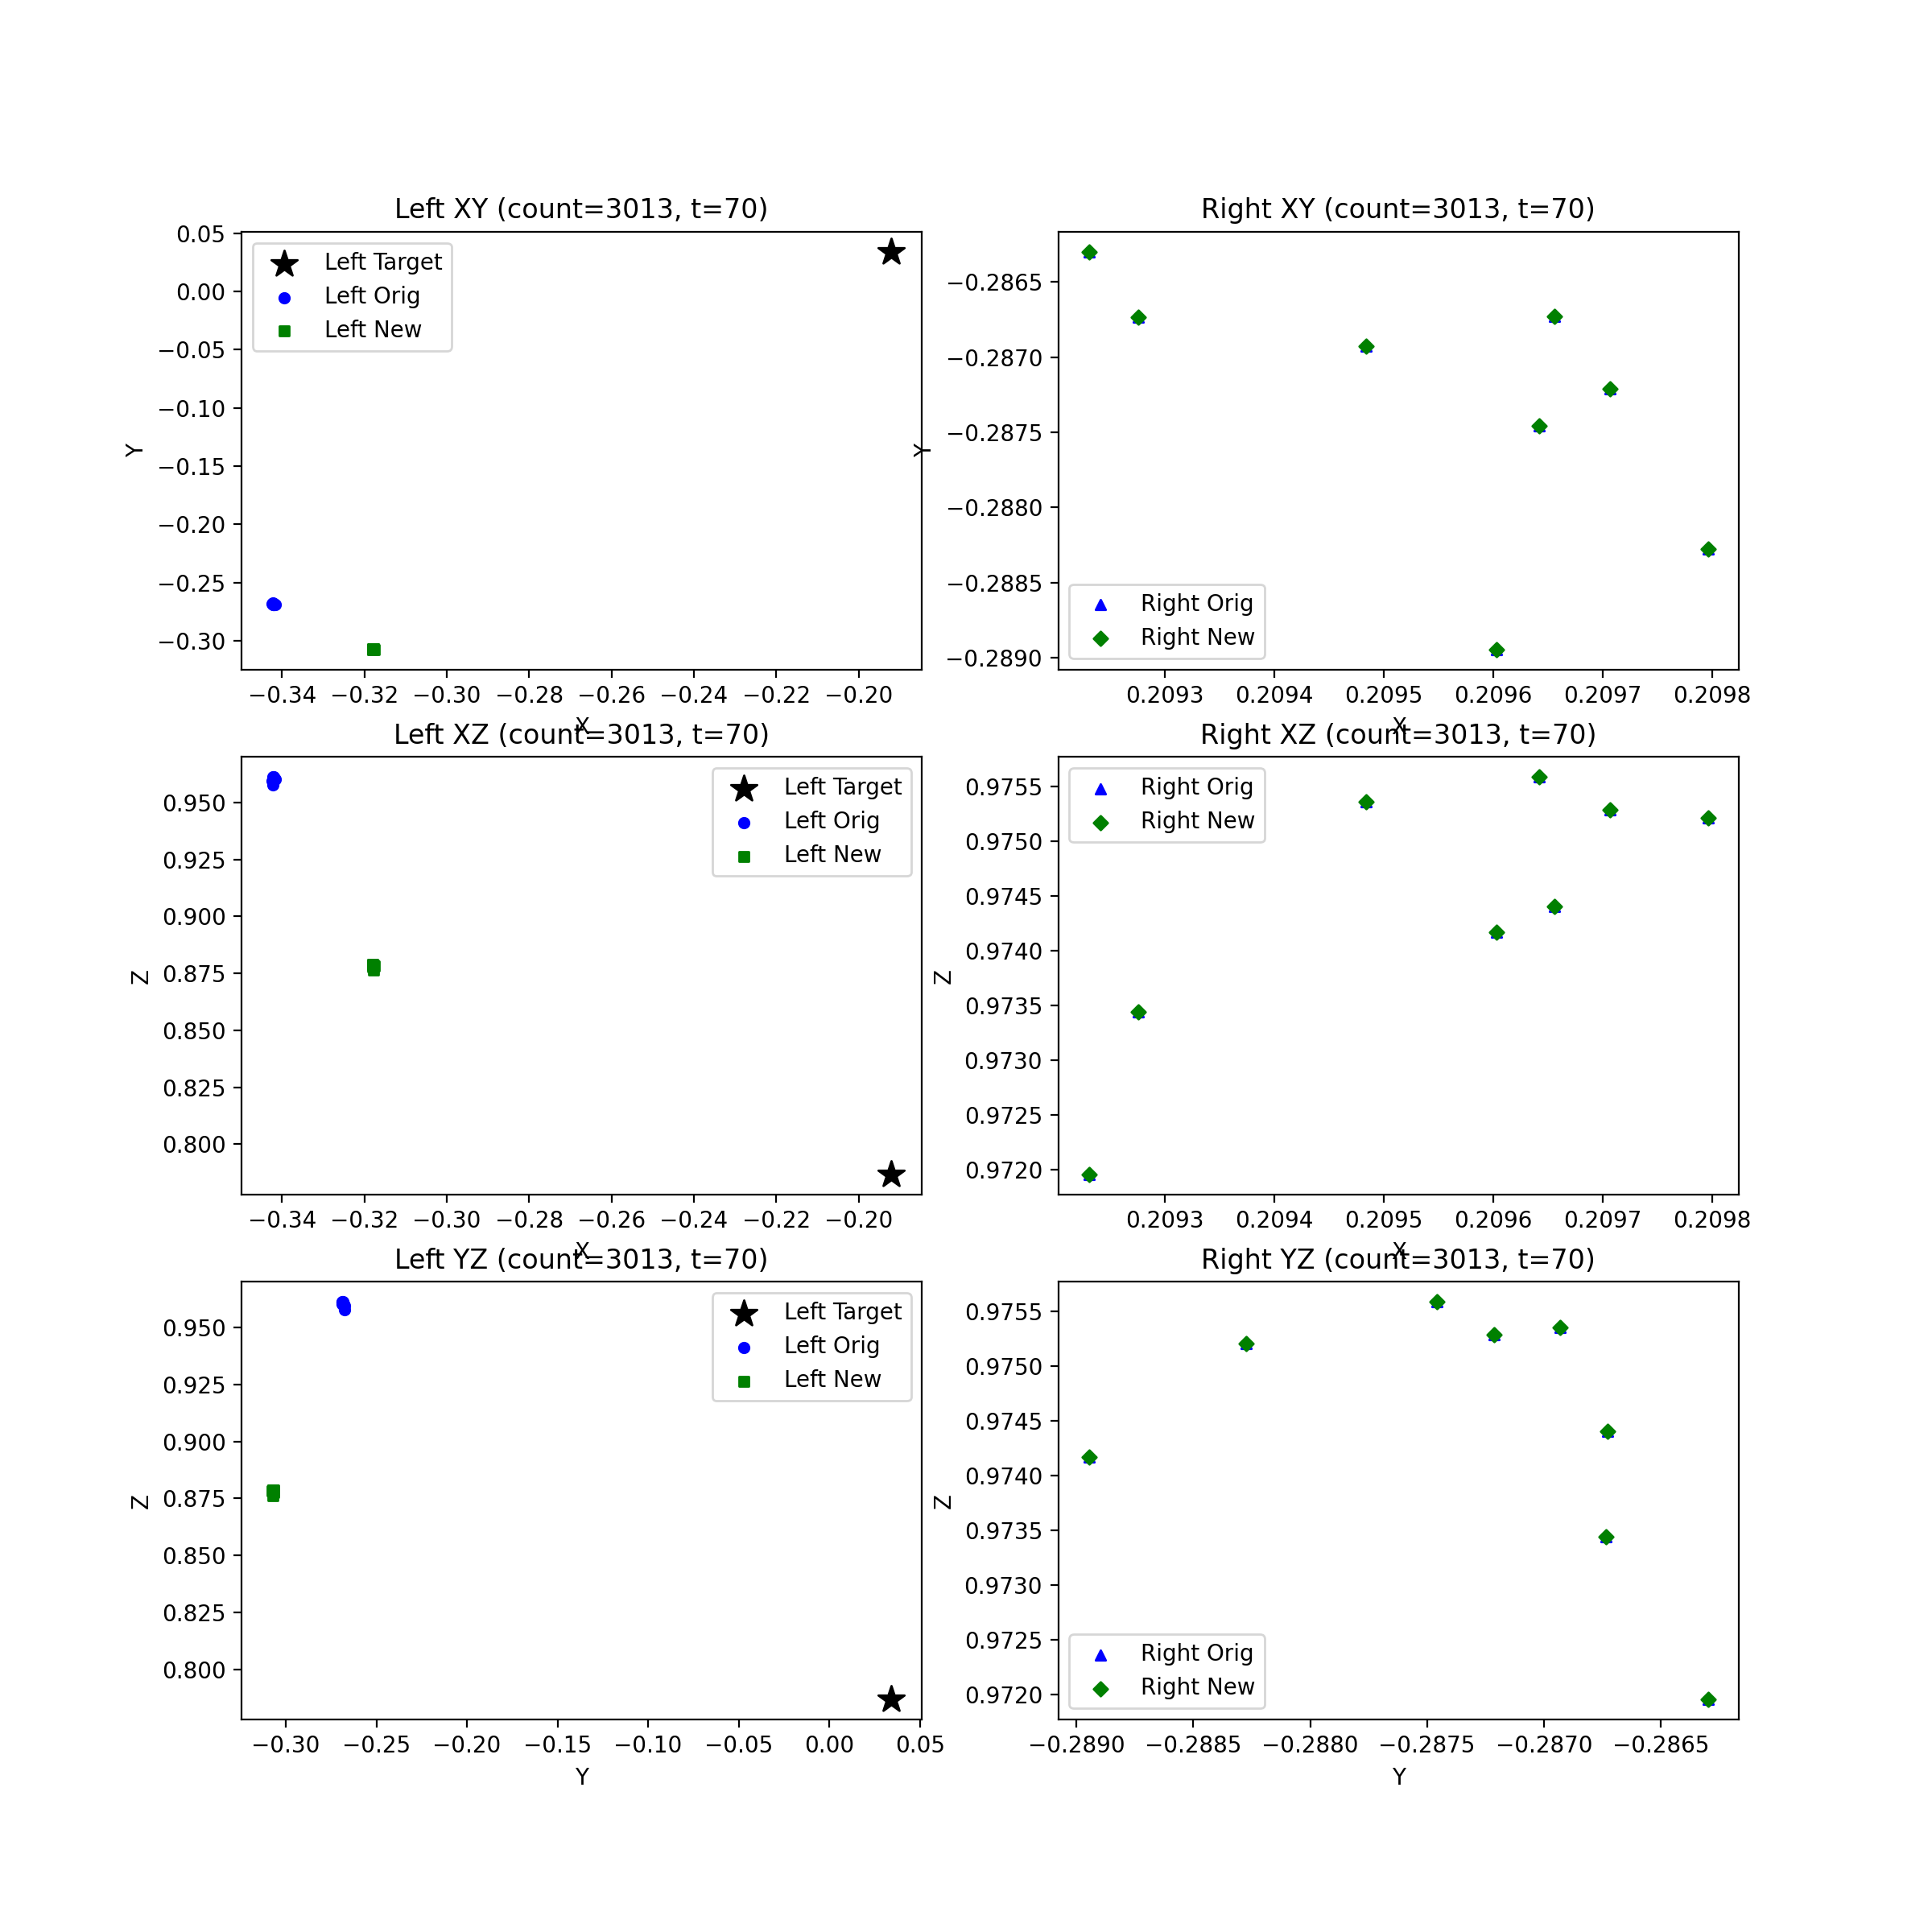 Left XY (count=3013, t=70)
0.05
0.00
−0.05
−0.10
−0.15
−0.20
−0.25
−0.30
Y
Left Target
Left Orig
Left New
−0.34 −0.32 −0.30 −0.28 −0.26 −0.24 −0.22 −0.20
X
Right XY (count=3013, t=70)
−0.2865
−0.2870
−0.2875
−0.2880
−0.2885
−0.2890
Y
Right Orig
Right New
0.2093 0.2094 0.2095 0.2096 0.2097 0.2098
X
Left XZ (count=3013, t=70)
0.950
0.925
0.900
0.875
0.850
0.825
0.800
Z
Left Target
Left Orig
Left New
−0.34 −0.32 −0.30 −0.28 −0.26 −0.24 −0.22 −0.20
X
Right XZ (count=3013, t=70)
0.9755
0.9750
0.9745
0.9740
0.9735
0.9730
0.9725
0.9720
Z
Right Orig
Right New
0.2093 0.2094 0.2095 0.2096 0.2097 0.2098
X
Left YZ (count=3013, t=70)
0.950
0.925
0.900
0.875
0.850
0.825
0.800
Z
Left Target
Left Orig
Left New
−0.30 −0.25 −0.20 −0.15 −0.10 −0.05 0.00 0.05
Y
Right YZ (count=3013, t=70)
0.9755
0.9750
0.9745
0.9740
0.9735
0.9730
0.9725
0.9720
Z
Right Orig
Right New
−0.2890 −0.2885 −0.2880 −0.2875 −0.2870 −0.2865
Y